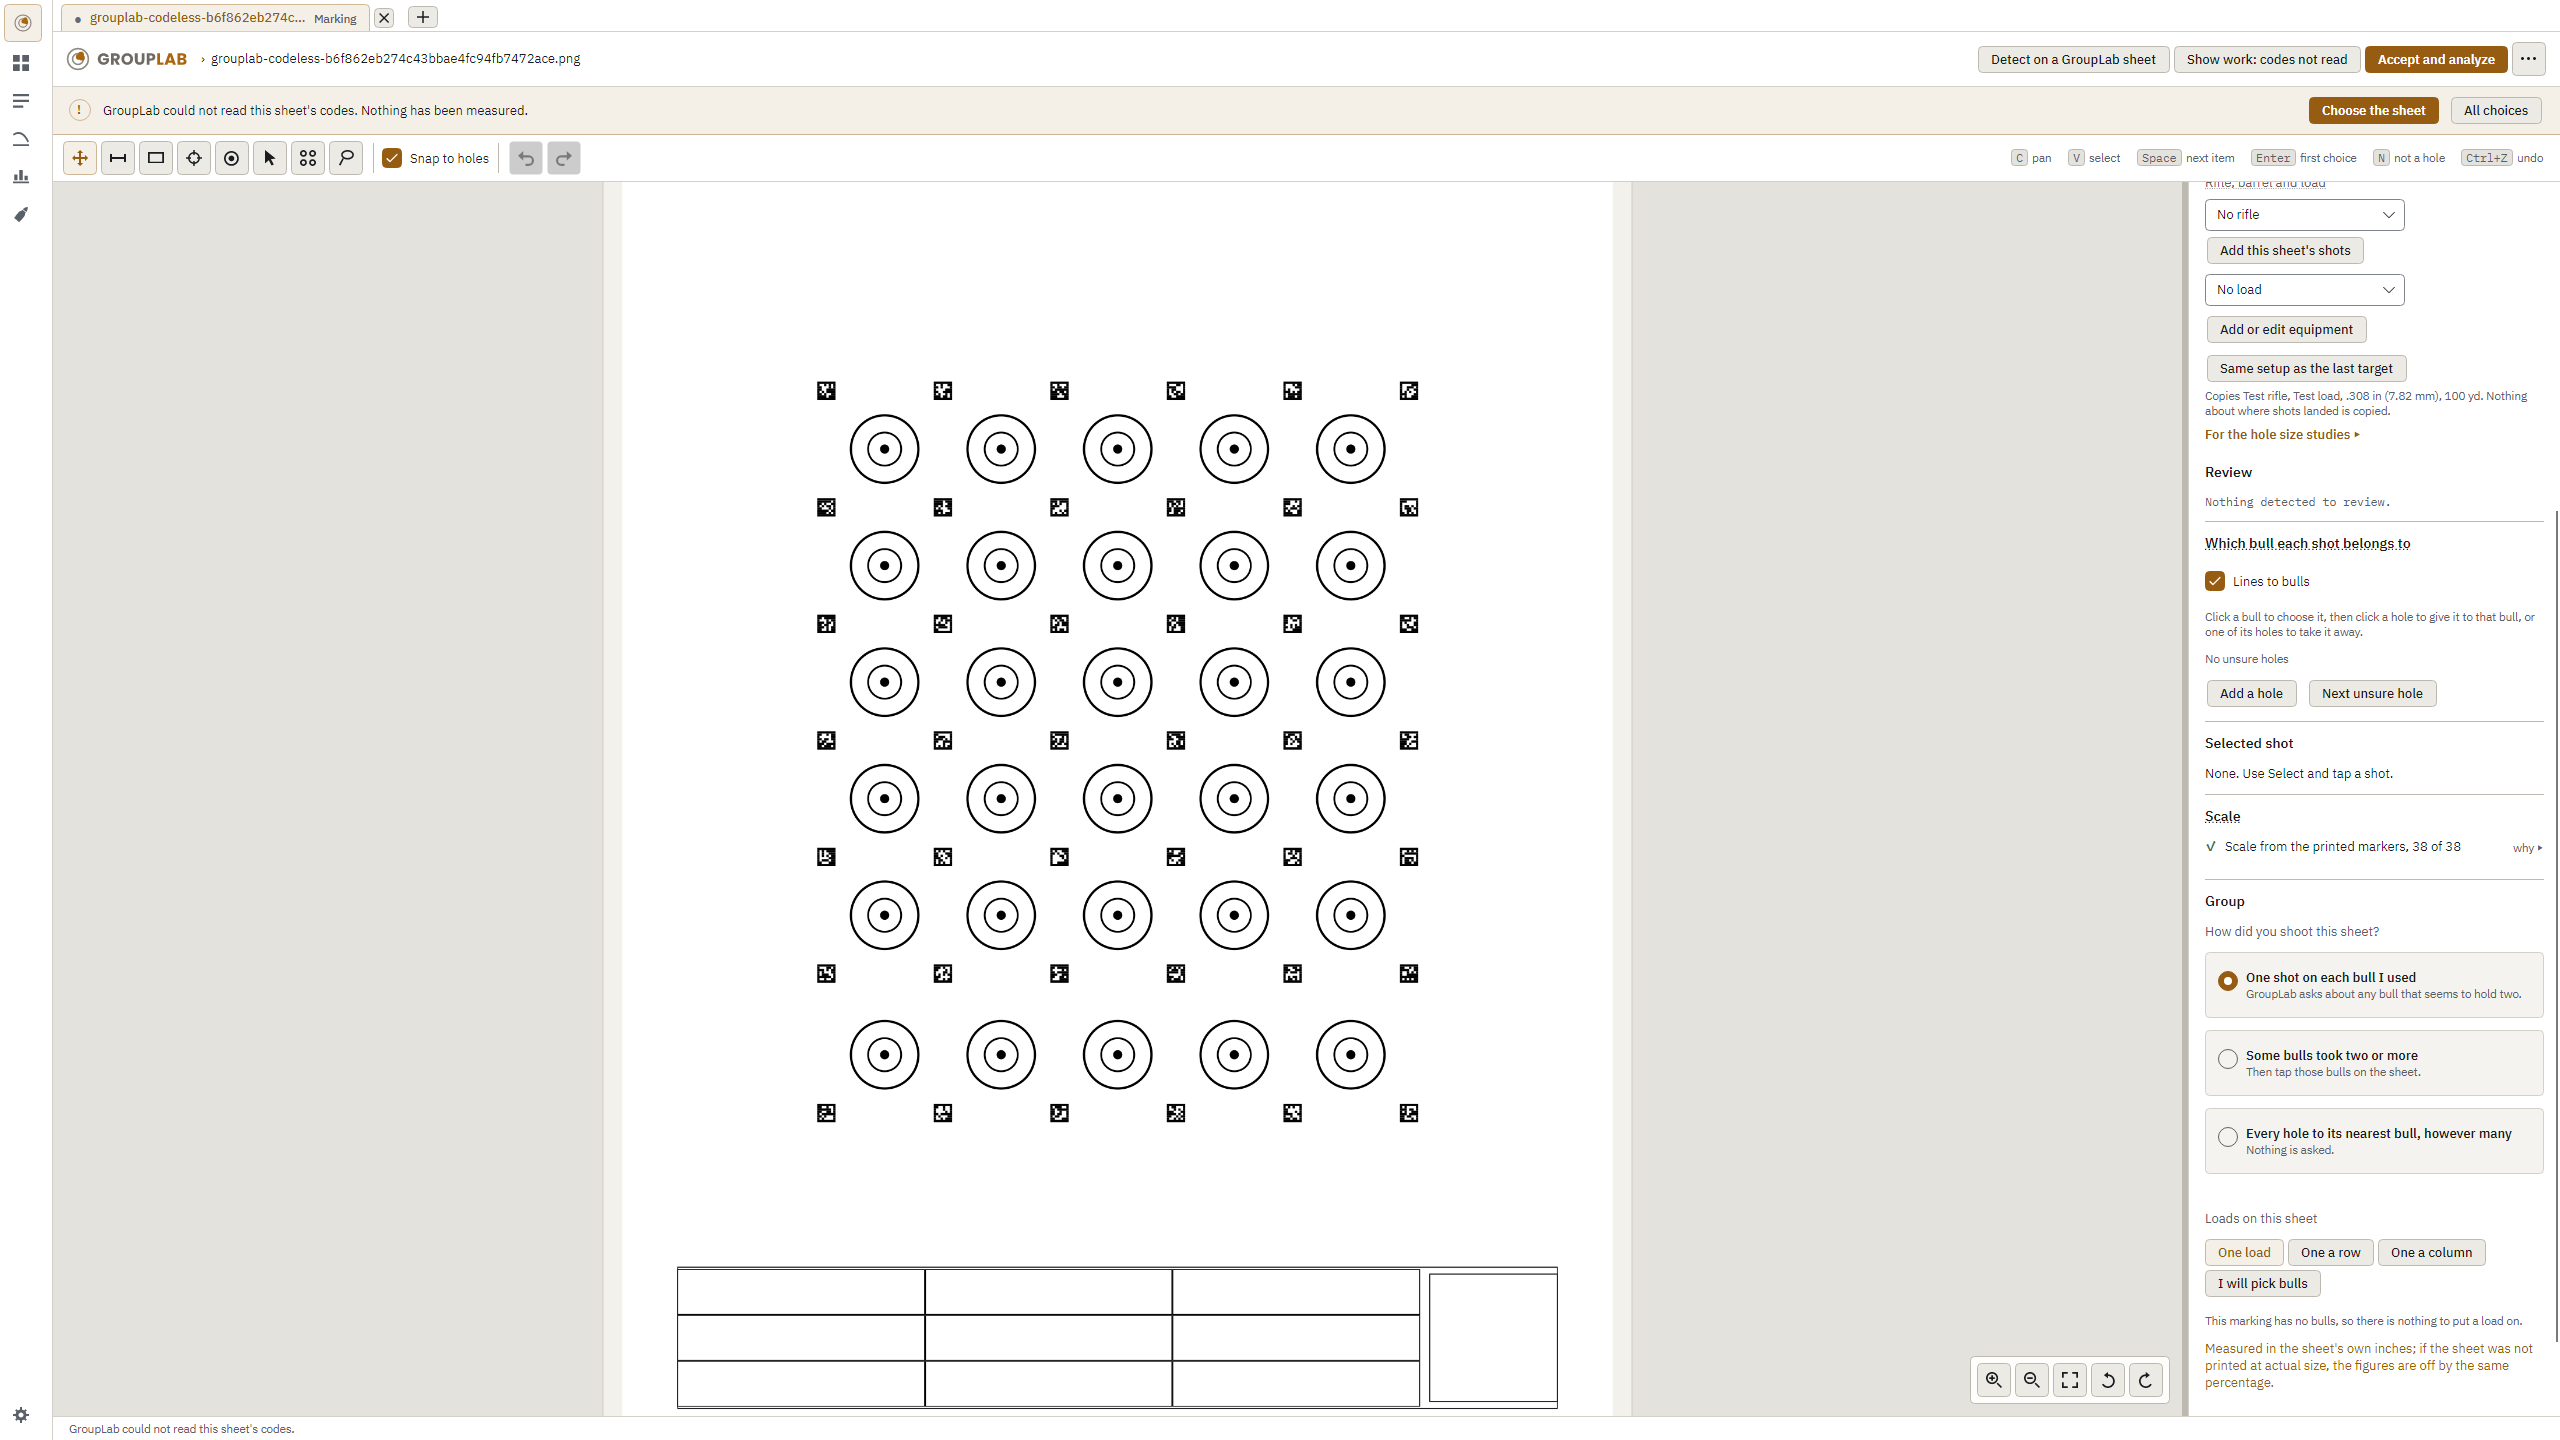 grouplab-codeless-b6f862eb274c... Marking
GROUPLAB › grouplab-codeless-b6f862eb274c43bbae4fc94fb7472ace.png
Detect on a GroupLab sheet
Show work: codes not read
Accept and analyze
GroupLab could not read this sheet's codes. Nothing has been measured.
Choose the sheet
All choices
Snap to holes
C pan
V select
Space next item
Enter first choice
N not a hole
Ctrl+Z undo
Rifle, barrel and load
No rifle
Add this sheet's shots
No load
Add or edit equipment
Same setup as the last target
Copies Test rifle, Test load, .308 in (7.82 mm), 100 yd. Nothing
about where shots landed is copied.
For the hole size studies ▸
Review
Nothing detected to review.
Which bull each shot belongs to
Lines to bulls
Click a bull to choose it, then click a hole to give it to that bull, or
one of its holes to take it away.
No unsure holes
Add a hole
Next unsure hole
Selected shot
None. Use Select and tap a shot.
Scale
√ Scale from the printed markers, 38 of 38
why ▸
Group
How did you shoot this sheet?
One shot on each bull I used
GroupLab asks about any bull that seems to hold two.
Some bulls took two or more
Then tap those bulls on the sheet.
Every hole to its nearest bull, however many
Nothing is asked.
Loads on this sheet
One load
One a row
One a column
I will pick bulls
This marking has no bulls, so there is nothing to put a load on.
Measured in the sheet's own inches; if the sheet was not
printed at actual size, the figures are off by the same
percentage.
GroupLab could not read this sheet's codes.